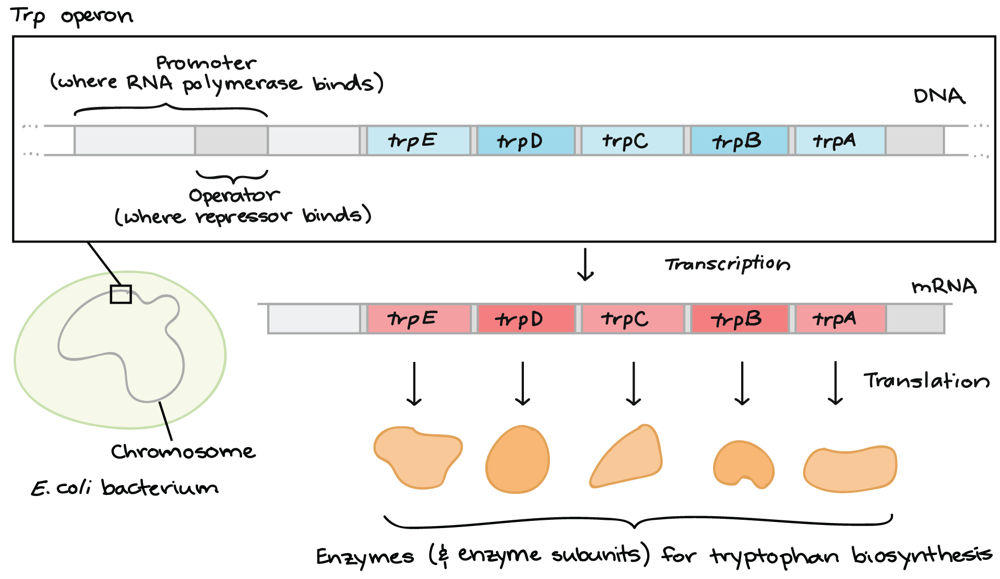 Trp operon
Promoter
(where RNA polymerase binds)
DNA
trpE trpD trpC trpB trpA
Operator
(where repressor binds)
Transcription
mRNA
trpE trpD trpC trpB trpA
Translation
Chromosome
E. coli bacterium
Enzymes (& enzyme subunits) for tryptophan biosynthesis